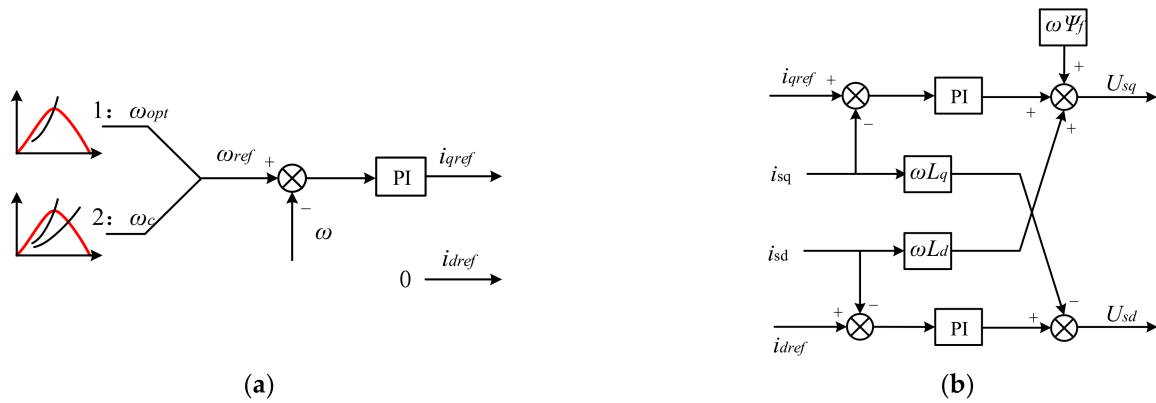 1: ωopt
2: ωc
ωref
+
−
ω
PI
iqref
0
idref
(a)
ωΨf
iqref
+
−
PI
+
+
+
Usq
isq
ωLq
isd
ωLd
idref
+
−
PI
+
−
Usd
(b)